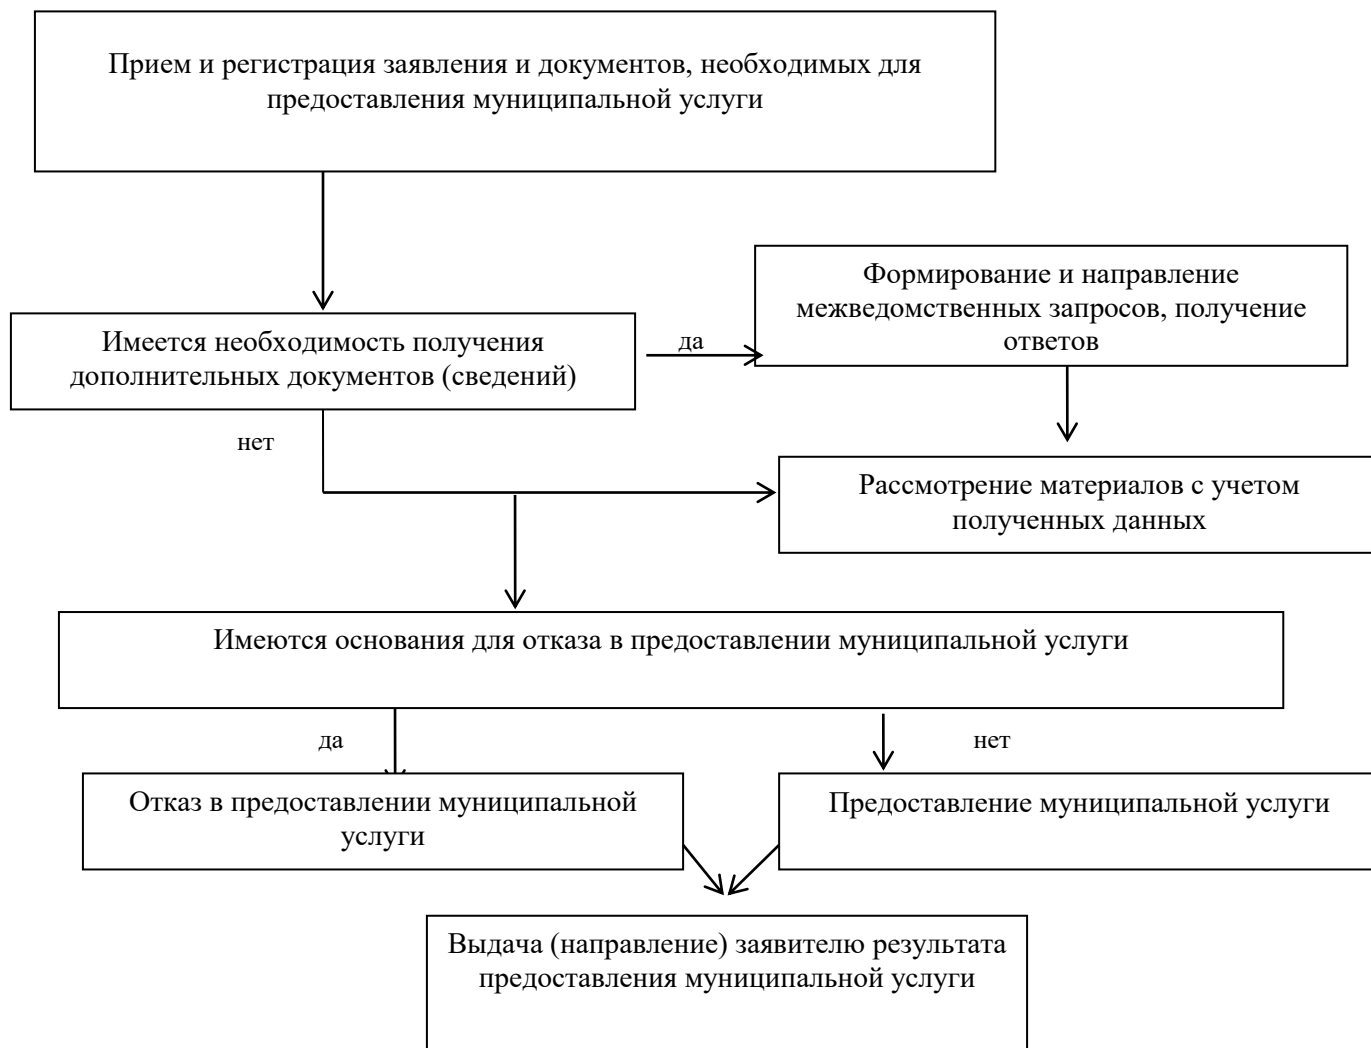 Прием и регистрация заявления и документов, необходимых для
предоставления муниципальной услуги
Формирование и направление
межведомственных запросов, получение
ответов
Имеется необходимость получения
дополнительных документов (сведений)
да
нет
Рассмотрение материалов с учетом
полученных данных
Имеются основания для отказа в предоставлении муниципальной услуги
да
нет
Отказ в предоставлении муниципальной
услуги
Предоставление муниципальной услуги
Выдача (направление) заявителю результата
предоставления муниципальной услуги